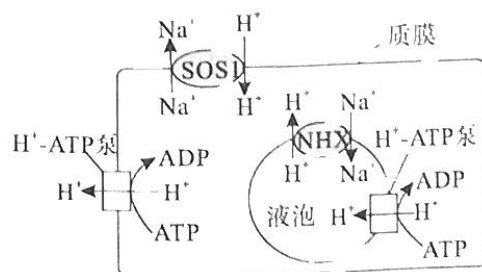 Na⁺ H⁺ 质膜
SOS1
Na⁺ H⁺
H⁺ Na⁺
H⁺-ATP泵 NHX H⁺-ATP泵
ADP H⁺ Na⁺ ADP
H⁺ H⁺ 液泡 H⁺ H⁺
ATP ATP